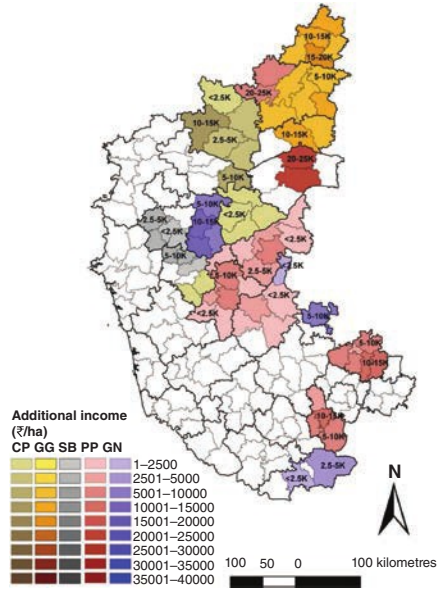 10-15K
15-20K
5-10K
20-25K
<2.5K
10-15K
10-15K
2.5-5K
20-25K
5-10K
5-10K
2.5-5K
<2.5K
10-15K
<2.5K
<2.5K
5-10K
5-10K
2.5-5K
<2.5K
<2.5K
<2.5K
5-10K
5-10K
10-15K
10-15K
5-10K
2.5-5K
<2.5K
Additional income
(₹/ha)
CP GG SB PP GN
1–2500
2501–5000
5001–10000
10001–15000
15001–20000
20001–25000
25001–30000
30001–35000
35001–40000
N
100 50 0 100 kilometres